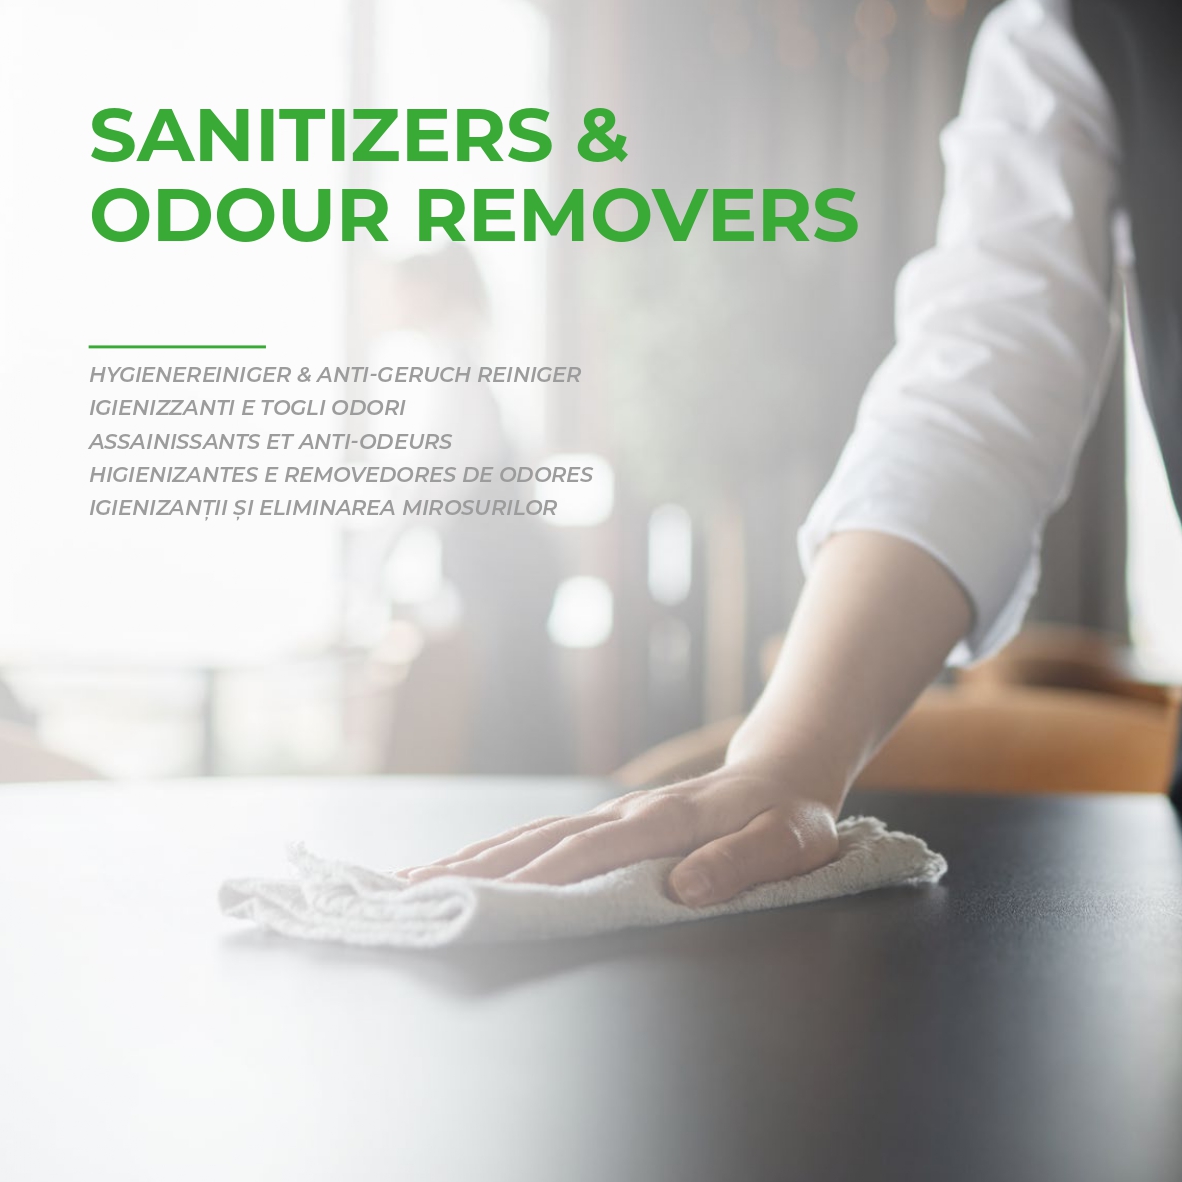 SANITIZERS &
ODOUR REMOVERS
HYGIENEREINIGER & ANTI-GERUCH REINIGER
IGIENIZZANTI E TOGLI ODORI
ASSAINISSANTS ET ANTI-ODEURS
HIGIENIZANTES E REMOVEDORES DE ODORES
IGIENIZANȚII ȘI ELIMINAREA MIROSURILOR